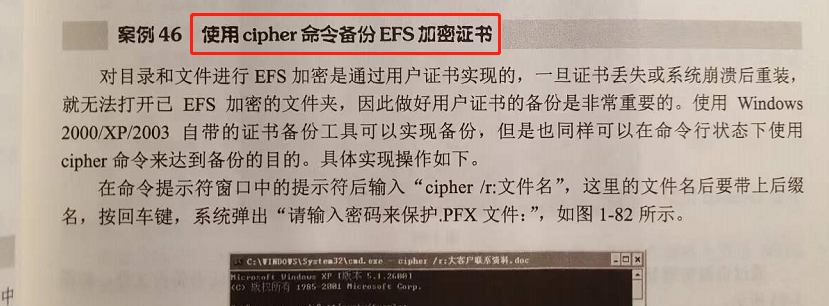 案例 46 使用 cipher 命令备份 EFS 加密证书
对目录和文件进行 EFS 加密是通过用户证书实现的，一旦证书丢失或系统崩溃后重装，
就无法打开已 EFS 加密的文件夹，因此做好用户证书的备份是非常重要的。使用 Windows
2000/XP/2003 自带的证书备份工具可以实现备份，但是也同样可以在命令行状态下使用
cipher 命令来达到备份的目的。具体实现操作如下。
在命令提示符窗口中的提示符后输入“cipher /r:文件名”，这里的文件名后要带上后缀
名，按回车键，系统弹出“请输入密码来保护.PFX 文件：”，如图 1-82 所示。
C:\WINDOWS\System32\cmd.exe - cipher /r:大客户联系资料.doc
Microsoft Windows XP [版本 5.1.2600]
(C) 版权所有 1985-2001 Microsoft Corp.
中